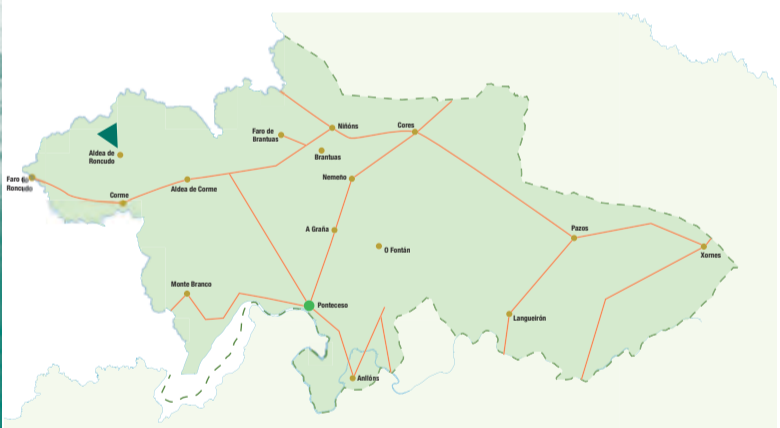 Niñóns
Cores
Faro de
Brantuas
Brantuas
Aldea de
Roncudo
Nemeño
Faro de
Roncudo
Aldea de Corme
Corme
A Graña
Pazos
O Fontán
Xornes
Monte Branco
Ponteceso
Langueirón
Anllóns